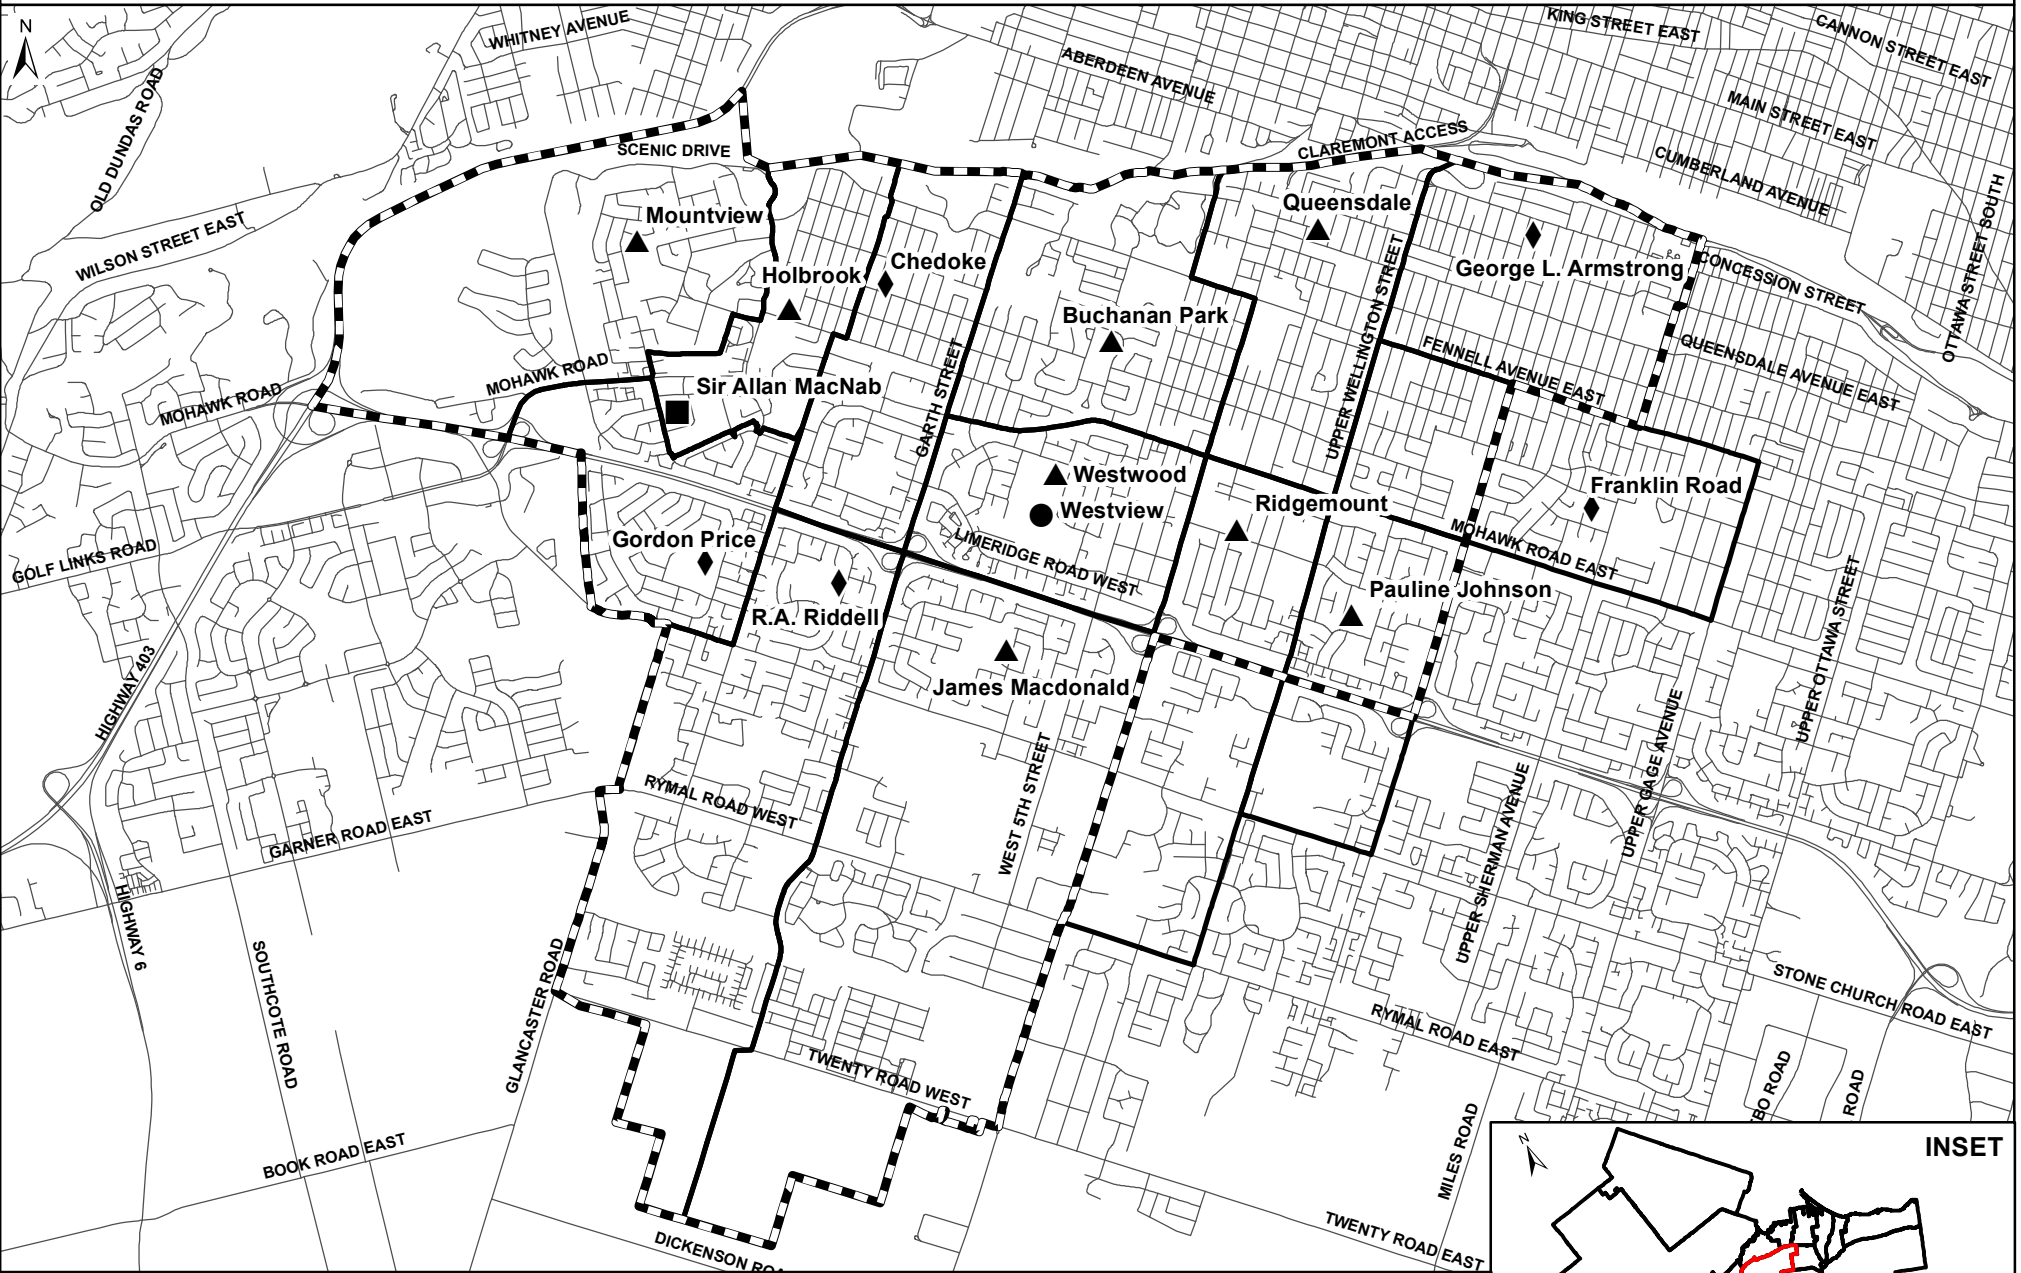 N
WHITNEY AVENUE
KING STREET EAST
CANNON STREET EAST
ABERDEEN AVENUE
OLD DUNDAS ROAD
MAIN STREET EAST
SCENIC DRIVE
CLAREMONT ACCESS
CUMBERLAND AVENUE
WILSON STREET EAST
Mountview
Queensdale
OTTAWA STREET SOUTH
Holbrook
Chedoke
George L. Armstrong
CONCESSION STREET
Buchanan Park
UPPER WELLINGTON STREET
QUEENSDALE AVENUE EAST
FENNELL AVENUE EAST
MOHAWK ROAD
MOHAWK ROAD
Sir Allan MacNab
GARTH STREET
Westwood
Westview
Ridgemount
Franklin Road
MOHAWK ROAD EAST
Gordon Price
LIMERIDGE ROAD WEST
GOLF LINKS ROAD
R.A. Riddell
Pauline Johnson
James Macdonald
UPPER OTTAWA STREET
HIGHWAY 403
UPPER GAGE AVENUE
WEST 5TH STREET
RYMAL ROAD WEST
UPPER SHERMAN AVENUE
GARNER ROAD EAST
HIGHWAY 6
SOUTHCOTE ROAD
GLANCASTER ROAD
STONE CHURCH ROAD EAST
RYMAL ROAD EAST
TWENTY ROAD WEST
BO ROAD
ROAD
MILES ROAD
BOOK ROAD EAST
TWENTY ROAD EAST
DICKENSON ROA
INSET
N